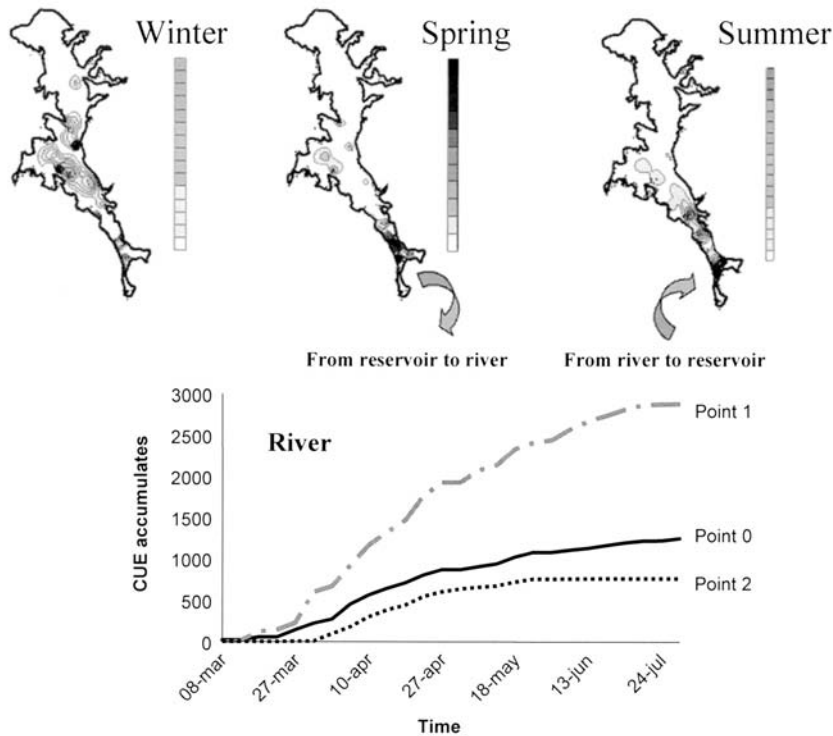 Winter
Spring
Summer
From reservoir to river
From river to reservoir
River
CUE accumulates
3000
2500
2000
1500
1000
500
0
Point 1
Point 0
Point 2
08-mar
27-mar
10-apr
27-apr
18-may
13-jun
24-jul
Time